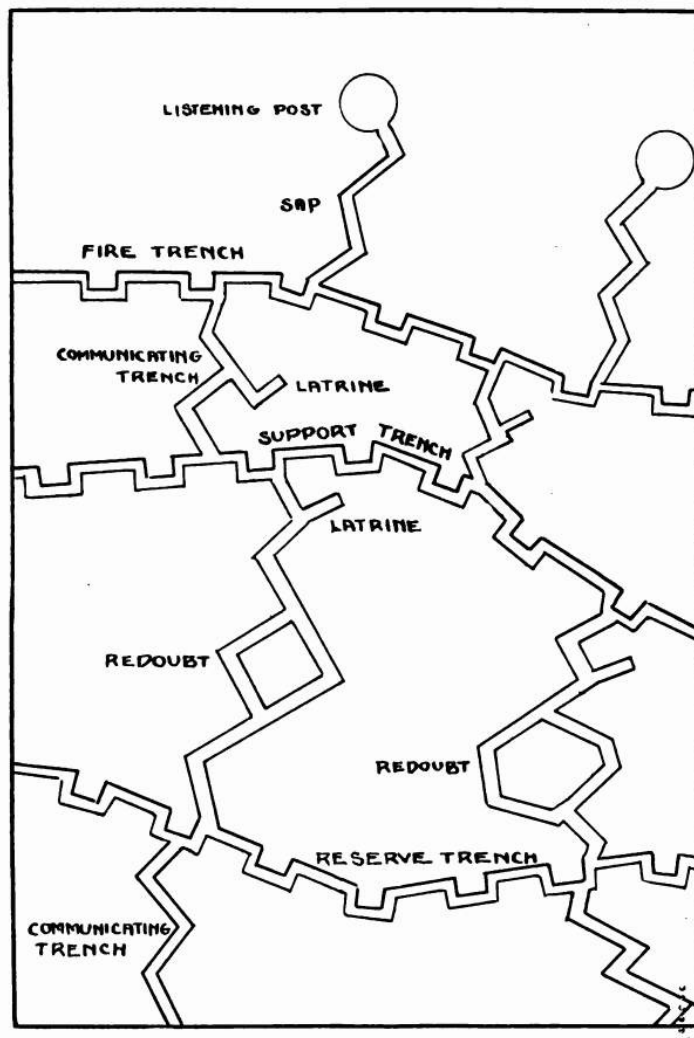 LISTENING POST
SAP
FIRE TRENCH
COMMUNICATING
TRENCH
LATRINE
SUPPORT TRENCH
LATRINE
REDOUBT
REDOUBT
RESERVE TRENCH
COMMUNICATING
TRENCH